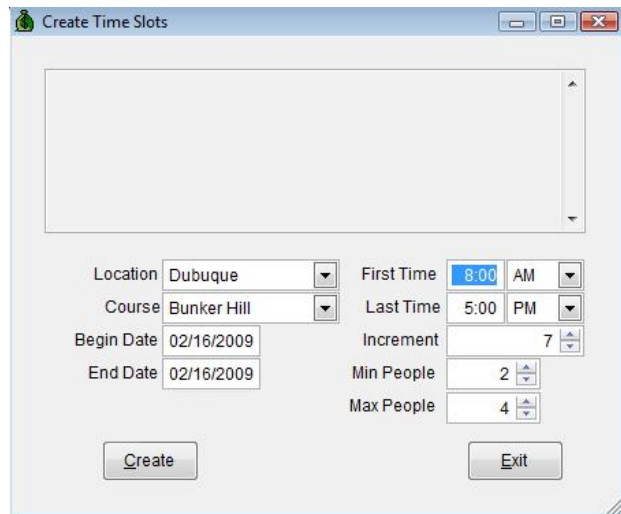 Create Time Slots
Location Dubuque First Time 8:00 AM
Course Bunker Hill Last Time 5:00 PM
Begin Date 02/16/2009 Increment 7
End Date 02/16/2009 Min People 2
Max People 4
Create Exit